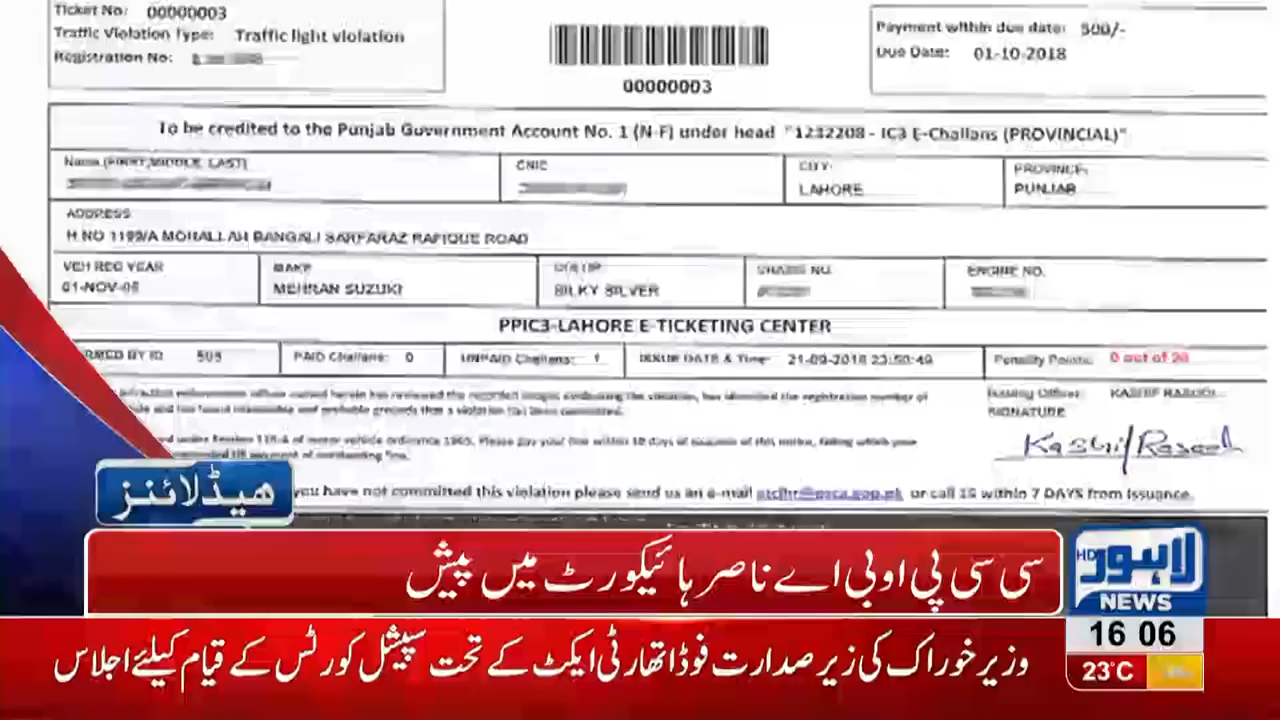 Ticket No: 00000003
Traffic Violation Type: Traffic light violation
Registration No:
00000003
Payment within due date: 500/-
Due Date: 01-10-2018
To be credited to the Punjab Government Account No. 1 (N-F) under head "1232208 - IC3 E-Challans (PROVINCIAL)"
Name (FIRST, MIDDLE, LAST)
CNIC
CITY:
LAHORE
PROVINCE:
PUNJAB
ADDRESS
H NO 1199/A MOHALLAH BANGALI SARFARAZ RAFIQUE ROAD
VEH REG YEAR
01-NOV-06
MAKE
MEHRAN SUZUKI
COLOR
SILKY SILVER
CHASIS NO.
ENGINE NO.
PPIC3-LAHORE E-TICKETING CENTER
BY ID 505
PAID Challans: 0
UNPAID Challans: 1
ISSUE DATE & Time: 21-09-2018 23:50:49
Penalty Points: 0 out of 20
Issuing Officer
SIGNATURE
you have not committed this violation please send us an e-mail or call 15 within 7 DAYS from issuance.
ھیڈلائنز
سی سی پی او بی اے ناصر ہائیکورٹ میں پیش
وزیر خوراک کی زیر صدارت فوڈ اتھارٹی ایکٹ کے تحت سپیشل کورٹس کے قیام کیلئے اجلاس
HD
لاہور
NEWS
16 06
23°C